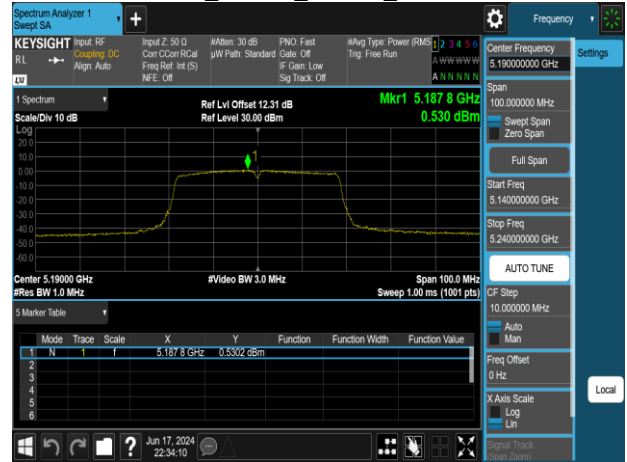 Spectrum Analyzer 1
Swept SA
+
Frequency
KEYSIGHT
RL
LXI
Input: RF
Coupling: DC
Align: Auto
Input Z: 50 Ω
Corr CCorr RCal
Freq Ref: Int (S)
NFE: Off
#Atten: 30 dB
µW Path: Standard
PNO: Fast
Gate: Off
IF Gain: Low
Sig Track: Off
#Avg Type: Power (RMS
Trig: Free Run
1 2 3 4 5 6
A WWWWW
A NNNNN
1 Spectrum
Scale/Div 10 dB
Ref Lvl Offset 12.31 dB
Ref Level 30.00 dBm
Mkr1 5.187 8 GHz
0.530 dBm
Log
20.0
10.0
0.00
-10.0
-20.0
-30.0
-40.0
-50.0
-60.0
1
Center 5.19000 GHz
#Res BW 1.0 MHz
#Video BW 3.0 MHz
Span 100.0 MHz
Sweep 1.00 ms (1001 pts)
5 Marker Table
Mode Trace Scale X Y Function Function Width Function Value
1 N 1 f 5.187 8 GHz 0.5302 dBm
2
3
4
5
6
?
Jun 17, 2024
22:34:10
Center Frequency
5.190000000 GHz
Span
100.000000 MHz
Swept Span
Zero Span
Full Span
Start Freq
5.140000000 GHz
Stop Freq
5.240000000 GHz
AUTO TUNE
CF Step
10.000000 MHz
Auto
Man
Freq Offset
0 Hz
X Axis Scale
Log
Lin
Signal Track
(Span Zoom)
Settings
Local